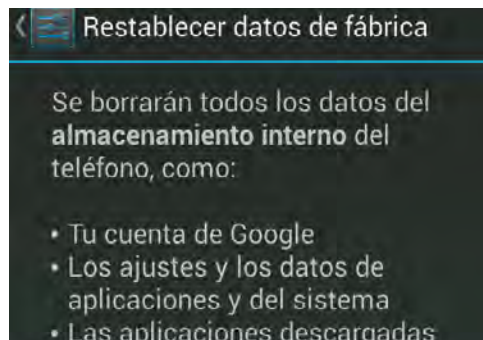 Restablecer datos de fábrica
Se borrarán todos los datos del
almacenamiento interno del
teléfono, como:
• Tu cuenta de Google
• Los ajustes y los datos de
aplicaciones y del sistema
• Las aplicaciones descargadas